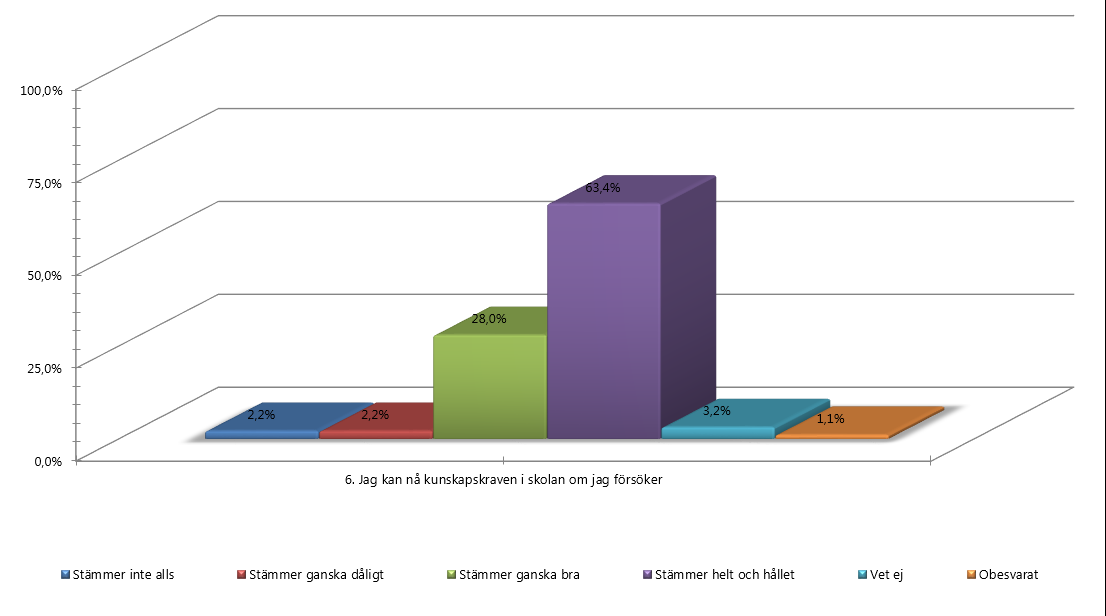 100,0%
75,0%
50,0%
25,0%
0,0%
63,4%
28,0%
2,2%
2,2%
3,2%
1,1%
6. Jag kan nå kunskapskraven i skolan om jag försöker
Stämmer inte alls
Stämmer ganska dåligt
Stämmer ganska bra
Stämmer helt och hållet
Vet ej
Obesvarat